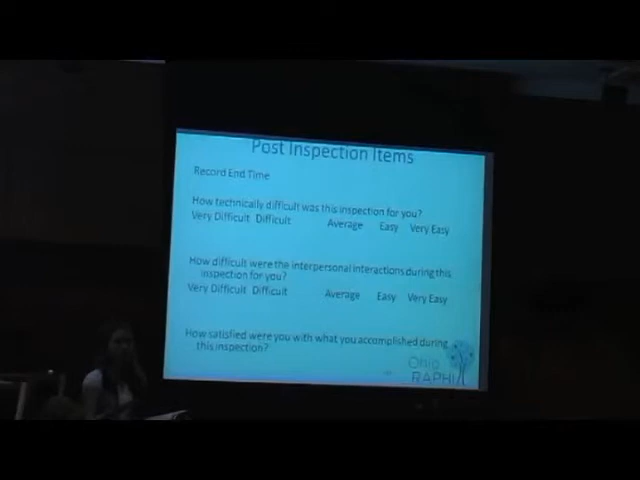 Post Inspection Items
Record End Time
How technically difficult was this inspection for you?
Very Difficult Difficult Average Easy Very Easy
How difficult were the interpersonal interactions during this
inspection for you?
Very Difficult Difficult Average Easy Very Easy
How satisfied were you with what you accomplished during
this inspection?
Ohio
RAPHI